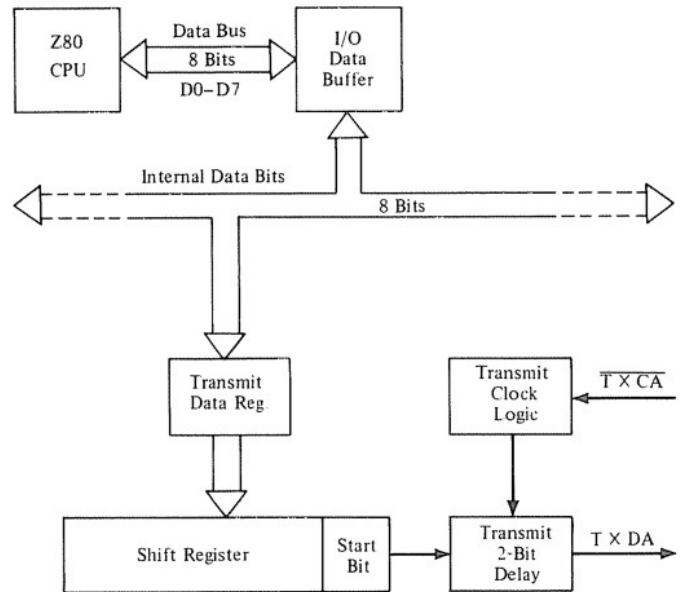 Z80
CPU
Data Bus
8 Bits
D0–D7
I/O
Data
Buffer
Internal Data Bits
8 Bits
Transmit
Data Reg.
Transmit
Clock
Logic
T X CA
Shift Register
Start
Bit
Transmit
2-Bit
Delay
T X DA